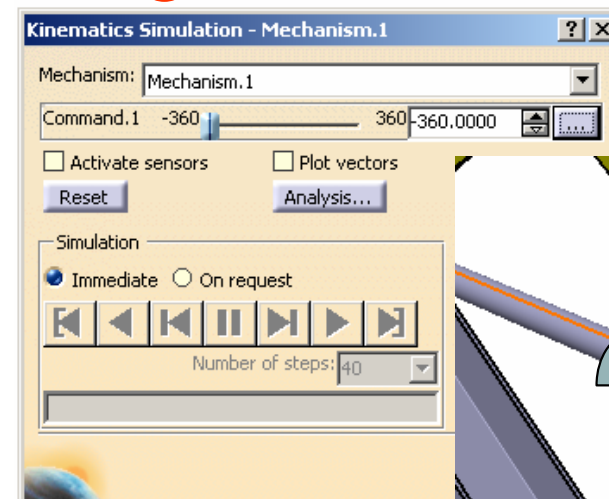 Kinematics Simulation - Mechanism.1
Mechanism: Mechanism.1
Command.1 -360 360 -360.0000 ...
Activate sensors Plot vectors
Reset Analysis...
Simulation
Immediate On request
Number of steps: 40